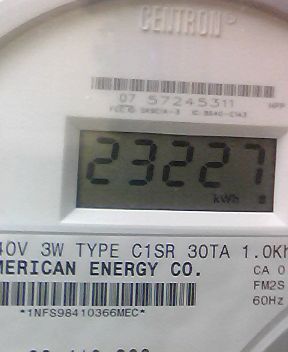 CENTRON®
07 57245311
23227
kWh
40V 3W TYPE C1SR 30TA 1.0Kh
MERICAN ENERGY CO.
CA 0
FM2S
60Hz
*1NFS98410366MEC*